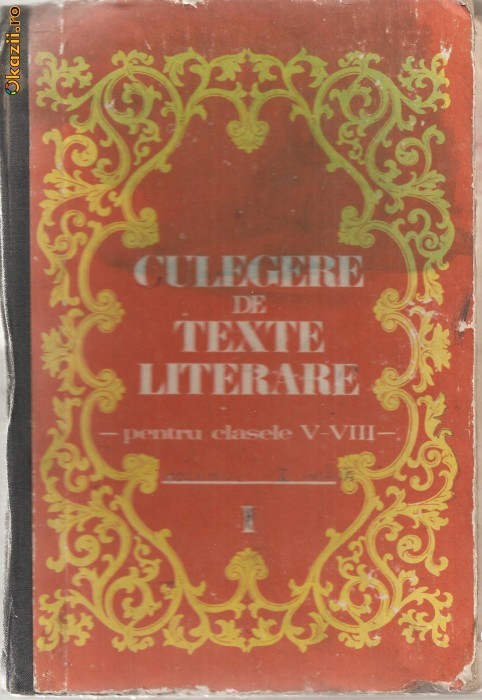 Okazii.ro
CULEGERE
DE
TEXTE
LITERARE
— pentru clasele V-VIII —
I